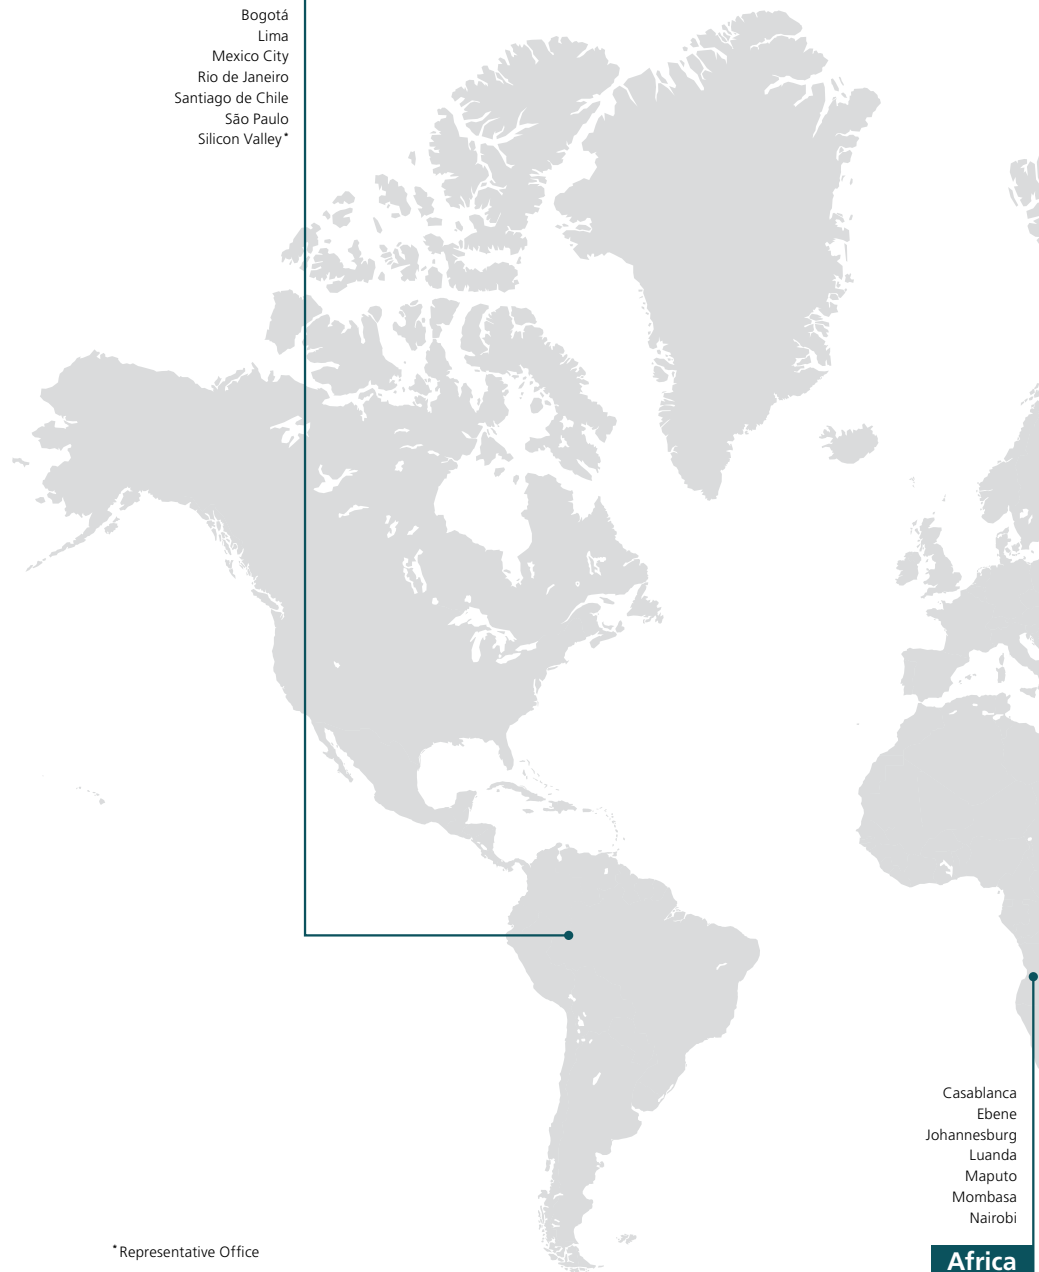 Bogotá
Lima
Mexico City
Rio de Janeiro
Santiago de Chile
São Paulo
Silicon Valley*
Casablanca
Ebene
Johannesburg
Luanda
Maputo
Mombasa
Nairobi
*Representative Office
Africa